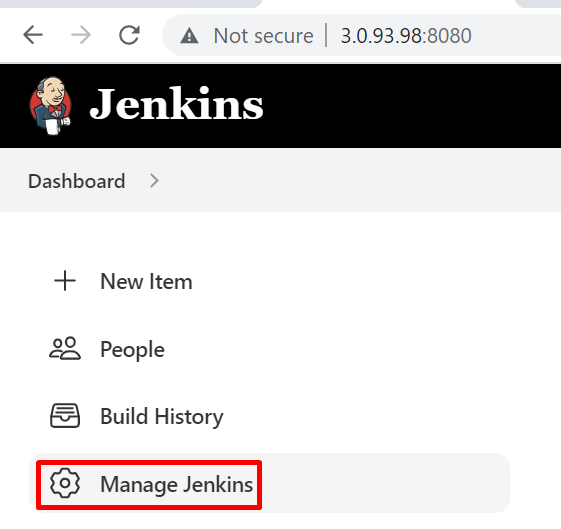 Not secure | 3.0.93.98:8080
Jenkins
Dashboard
New Item
People
Build History
Manage Jenkins